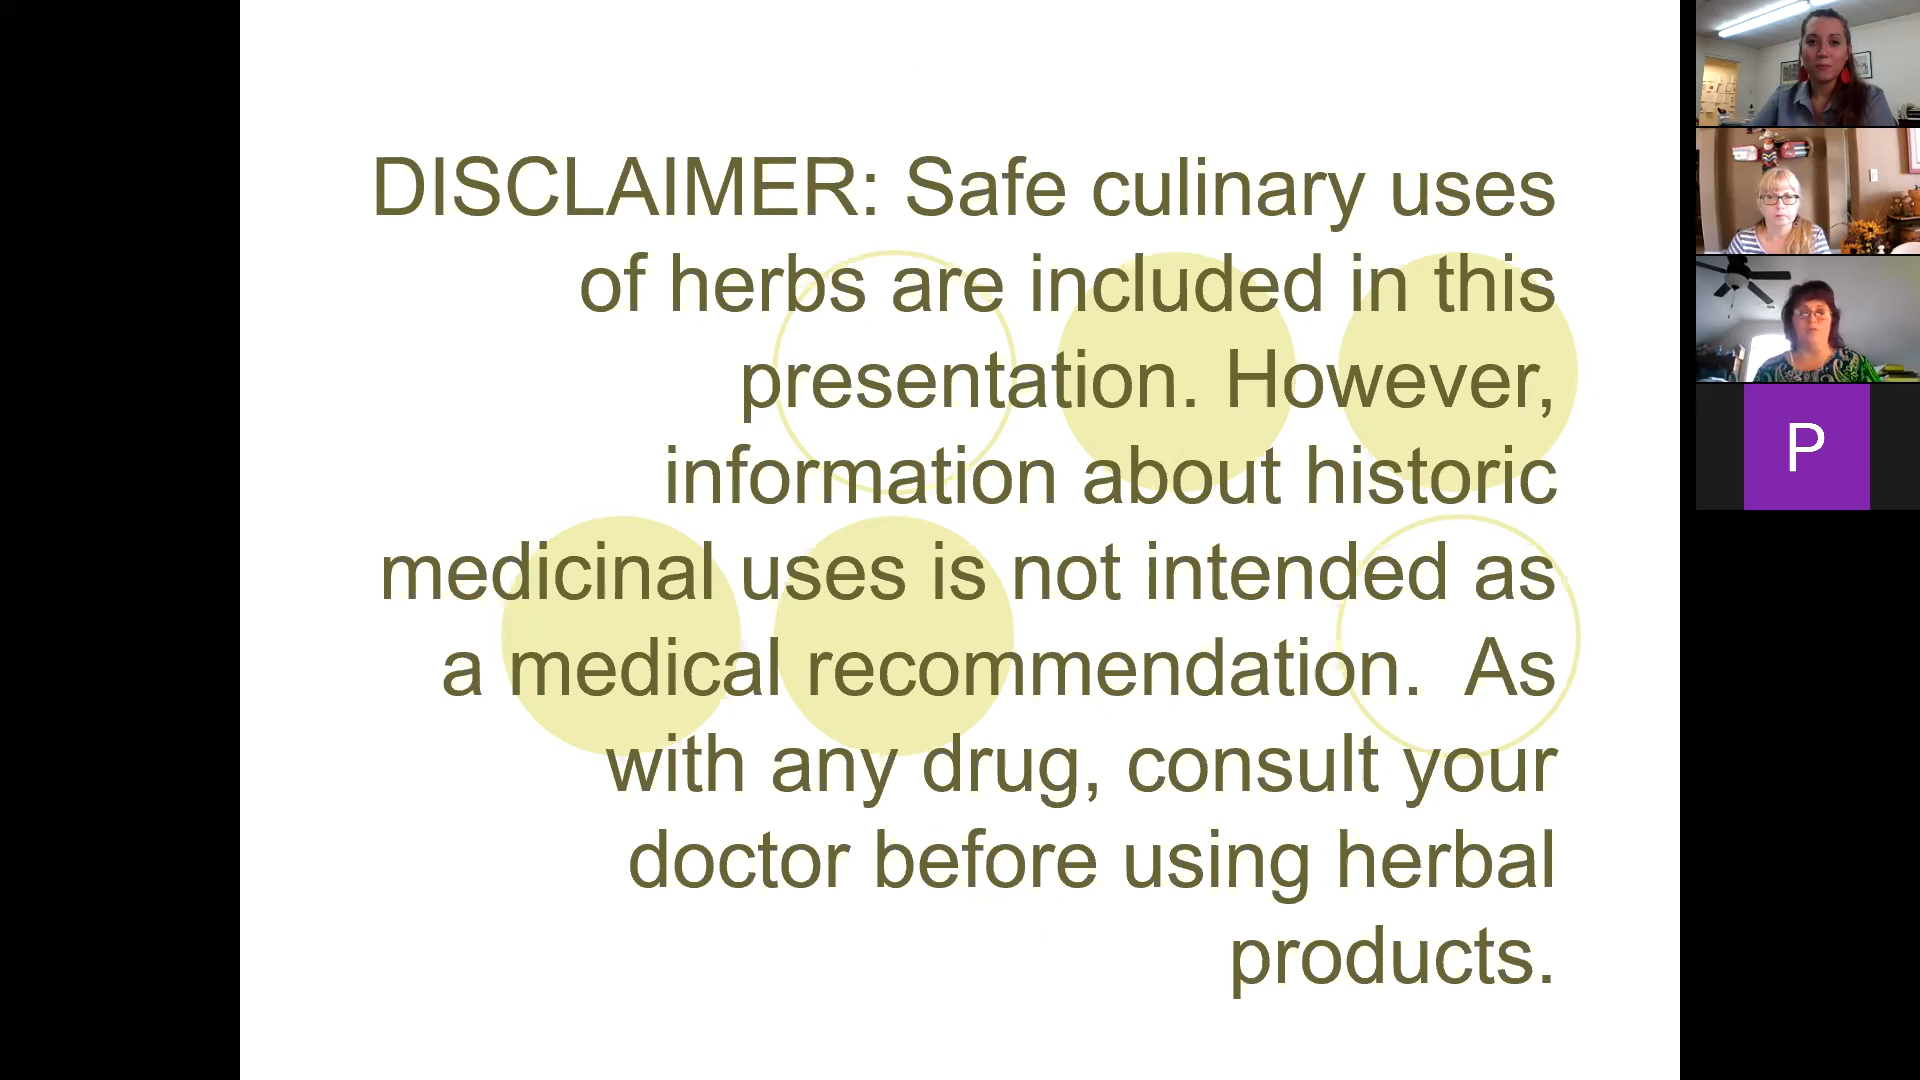 DISCLAIMER: Safe culinary uses
of herbs are included in this
presentation. However,
information about historic
medicinal uses is not intended as
a medical recommendation.  As
with any drug, consult your
doctor before using herbal
products.
P